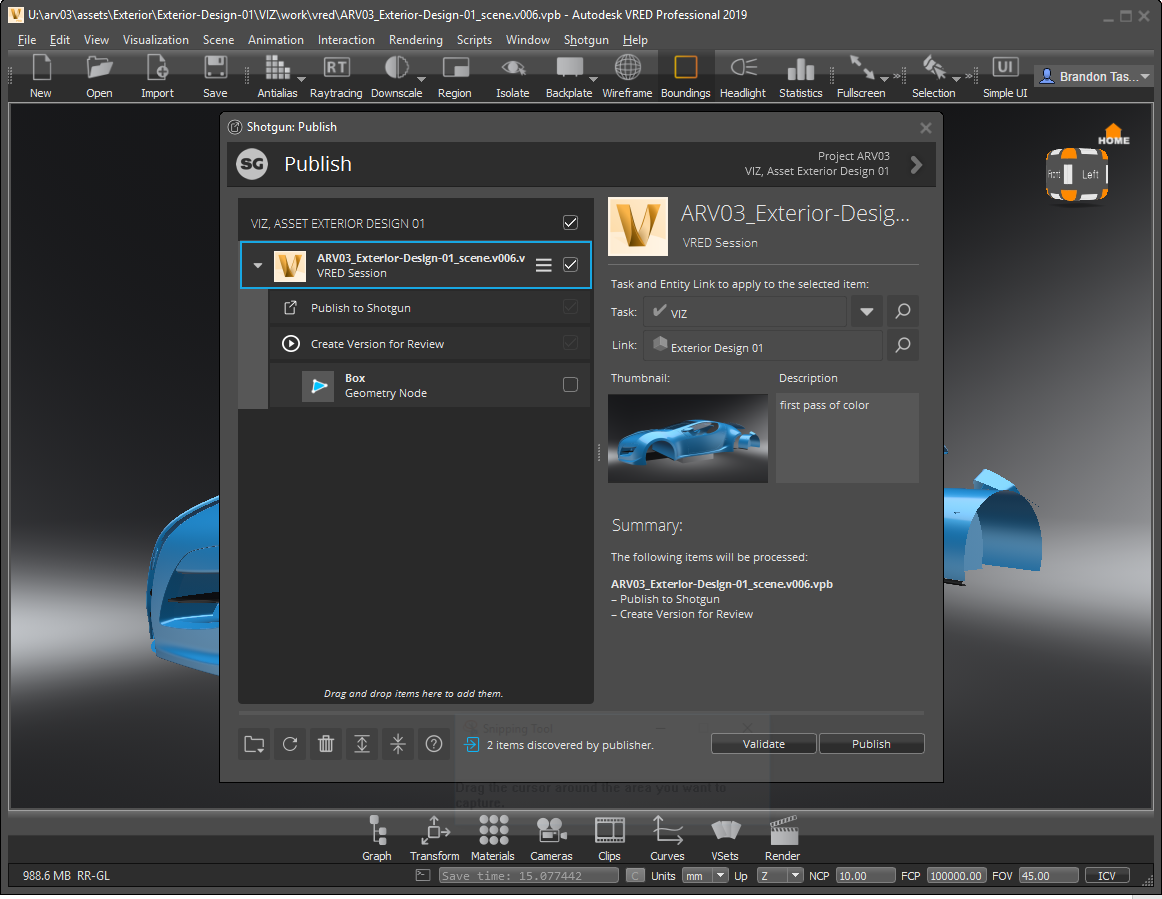 U:\arv03\assets\Exterior\Exterior-Design-01\VIZ\work\vred\ARV03_Exterior-Design-01_scene.v006.vpb - Autodesk VRED Professional 2019
File Edit View Visualization Scene Animation Interaction Rendering Scripts Window Shotgun Help
RT UI
New Open Import Save Antialias Raytracing Downscale Region Isolate Backplate Wireframe Boundings Headlight Statistics Fullscreen Selection Simple UI Brandon Tas...
Shotgun: Publish
HOME
Front Left
SG Publish
Project ARV03
VIZ, Asset Exterior Design 01
VIZ, ASSET EXTERIOR DESIGN 01
ARV03_Exterior-Design-01_scene.v006.v
VRED Session
Publish to Shotgun
Create Version for Review
Box
Geometry Node
Drag and drop items here to add them.
ARV03_Exterior-Desig...
VRED Session
Task and Entity Link to apply to the selected item:
Task: VIZ
Link: Exterior Design 01
Thumbnail: Description
first pass of color
Summary:
The following items will be processed:
ARV03_Exterior-Design-01_scene.v006.vpb
– Publish to Shotgun
– Create Version for Review
Snipping Tool
2 items discovered by publisher.
Validate Publish
Drag the cursor around the area you want to
capture.
Graph Transform Materials Cameras Clips Curves VSets Render
988.6 MB RR-GL Save time: 15.077442 C Units mm Up Z NCP 10.00 FCP 100000.00 FOV 45.00 ICV